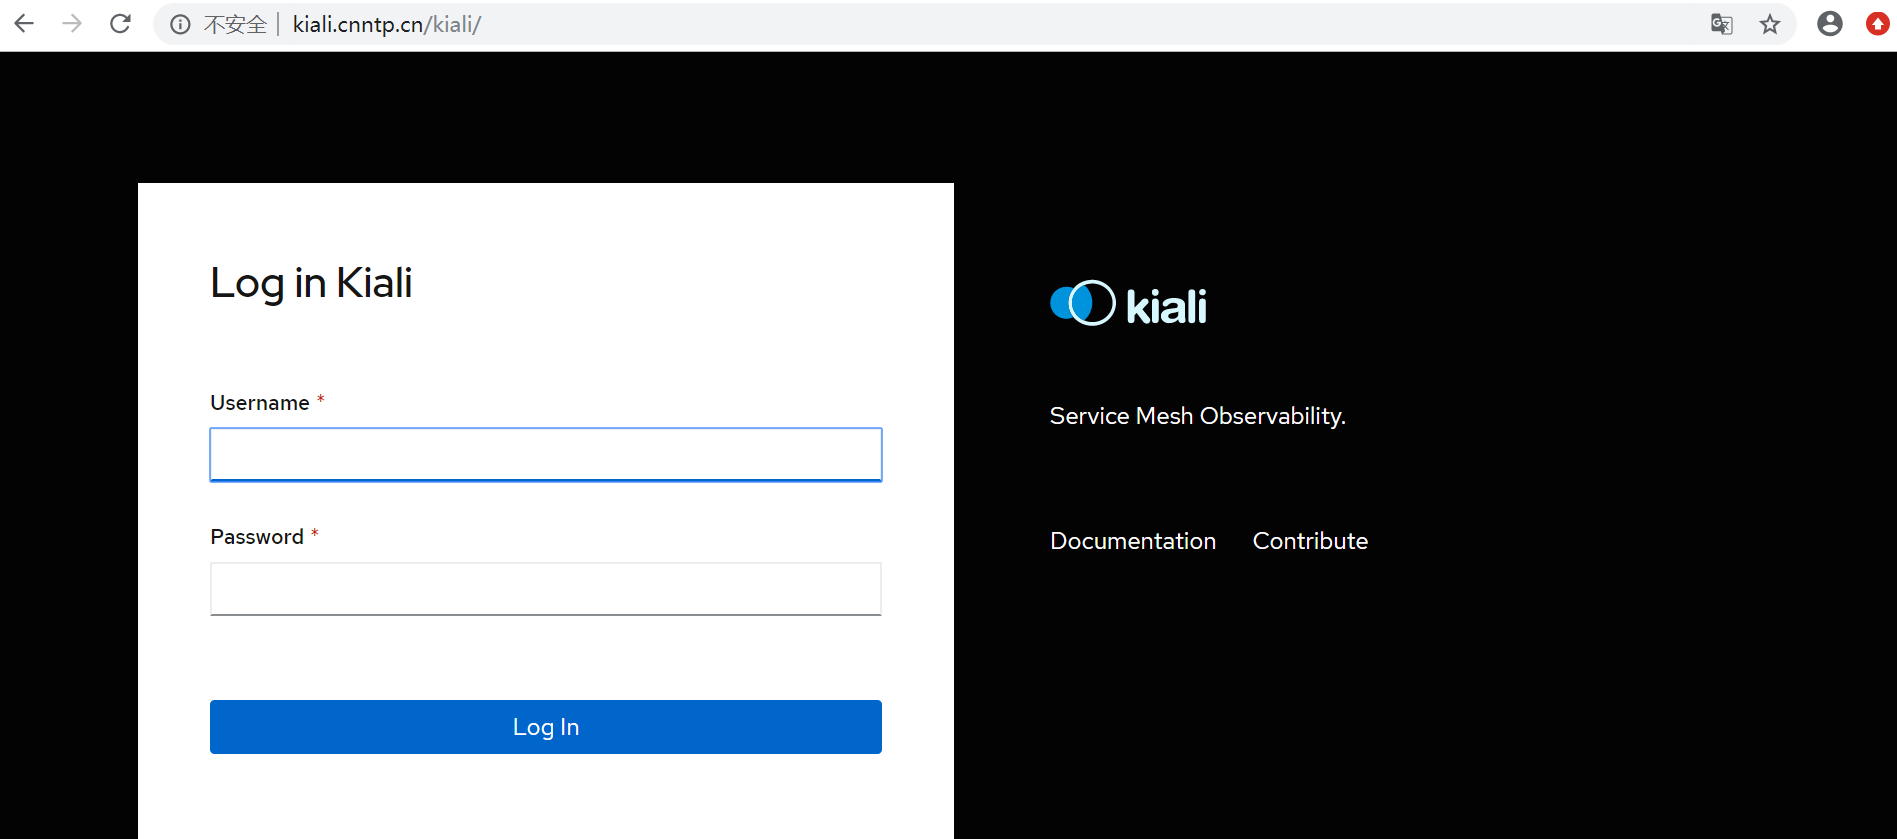 不安全 kiali.cnntp.cn/kiali/
Log in Kiali
Username *
Password *
Log In
kiali
Service Mesh Observability.
Documentation Contribute